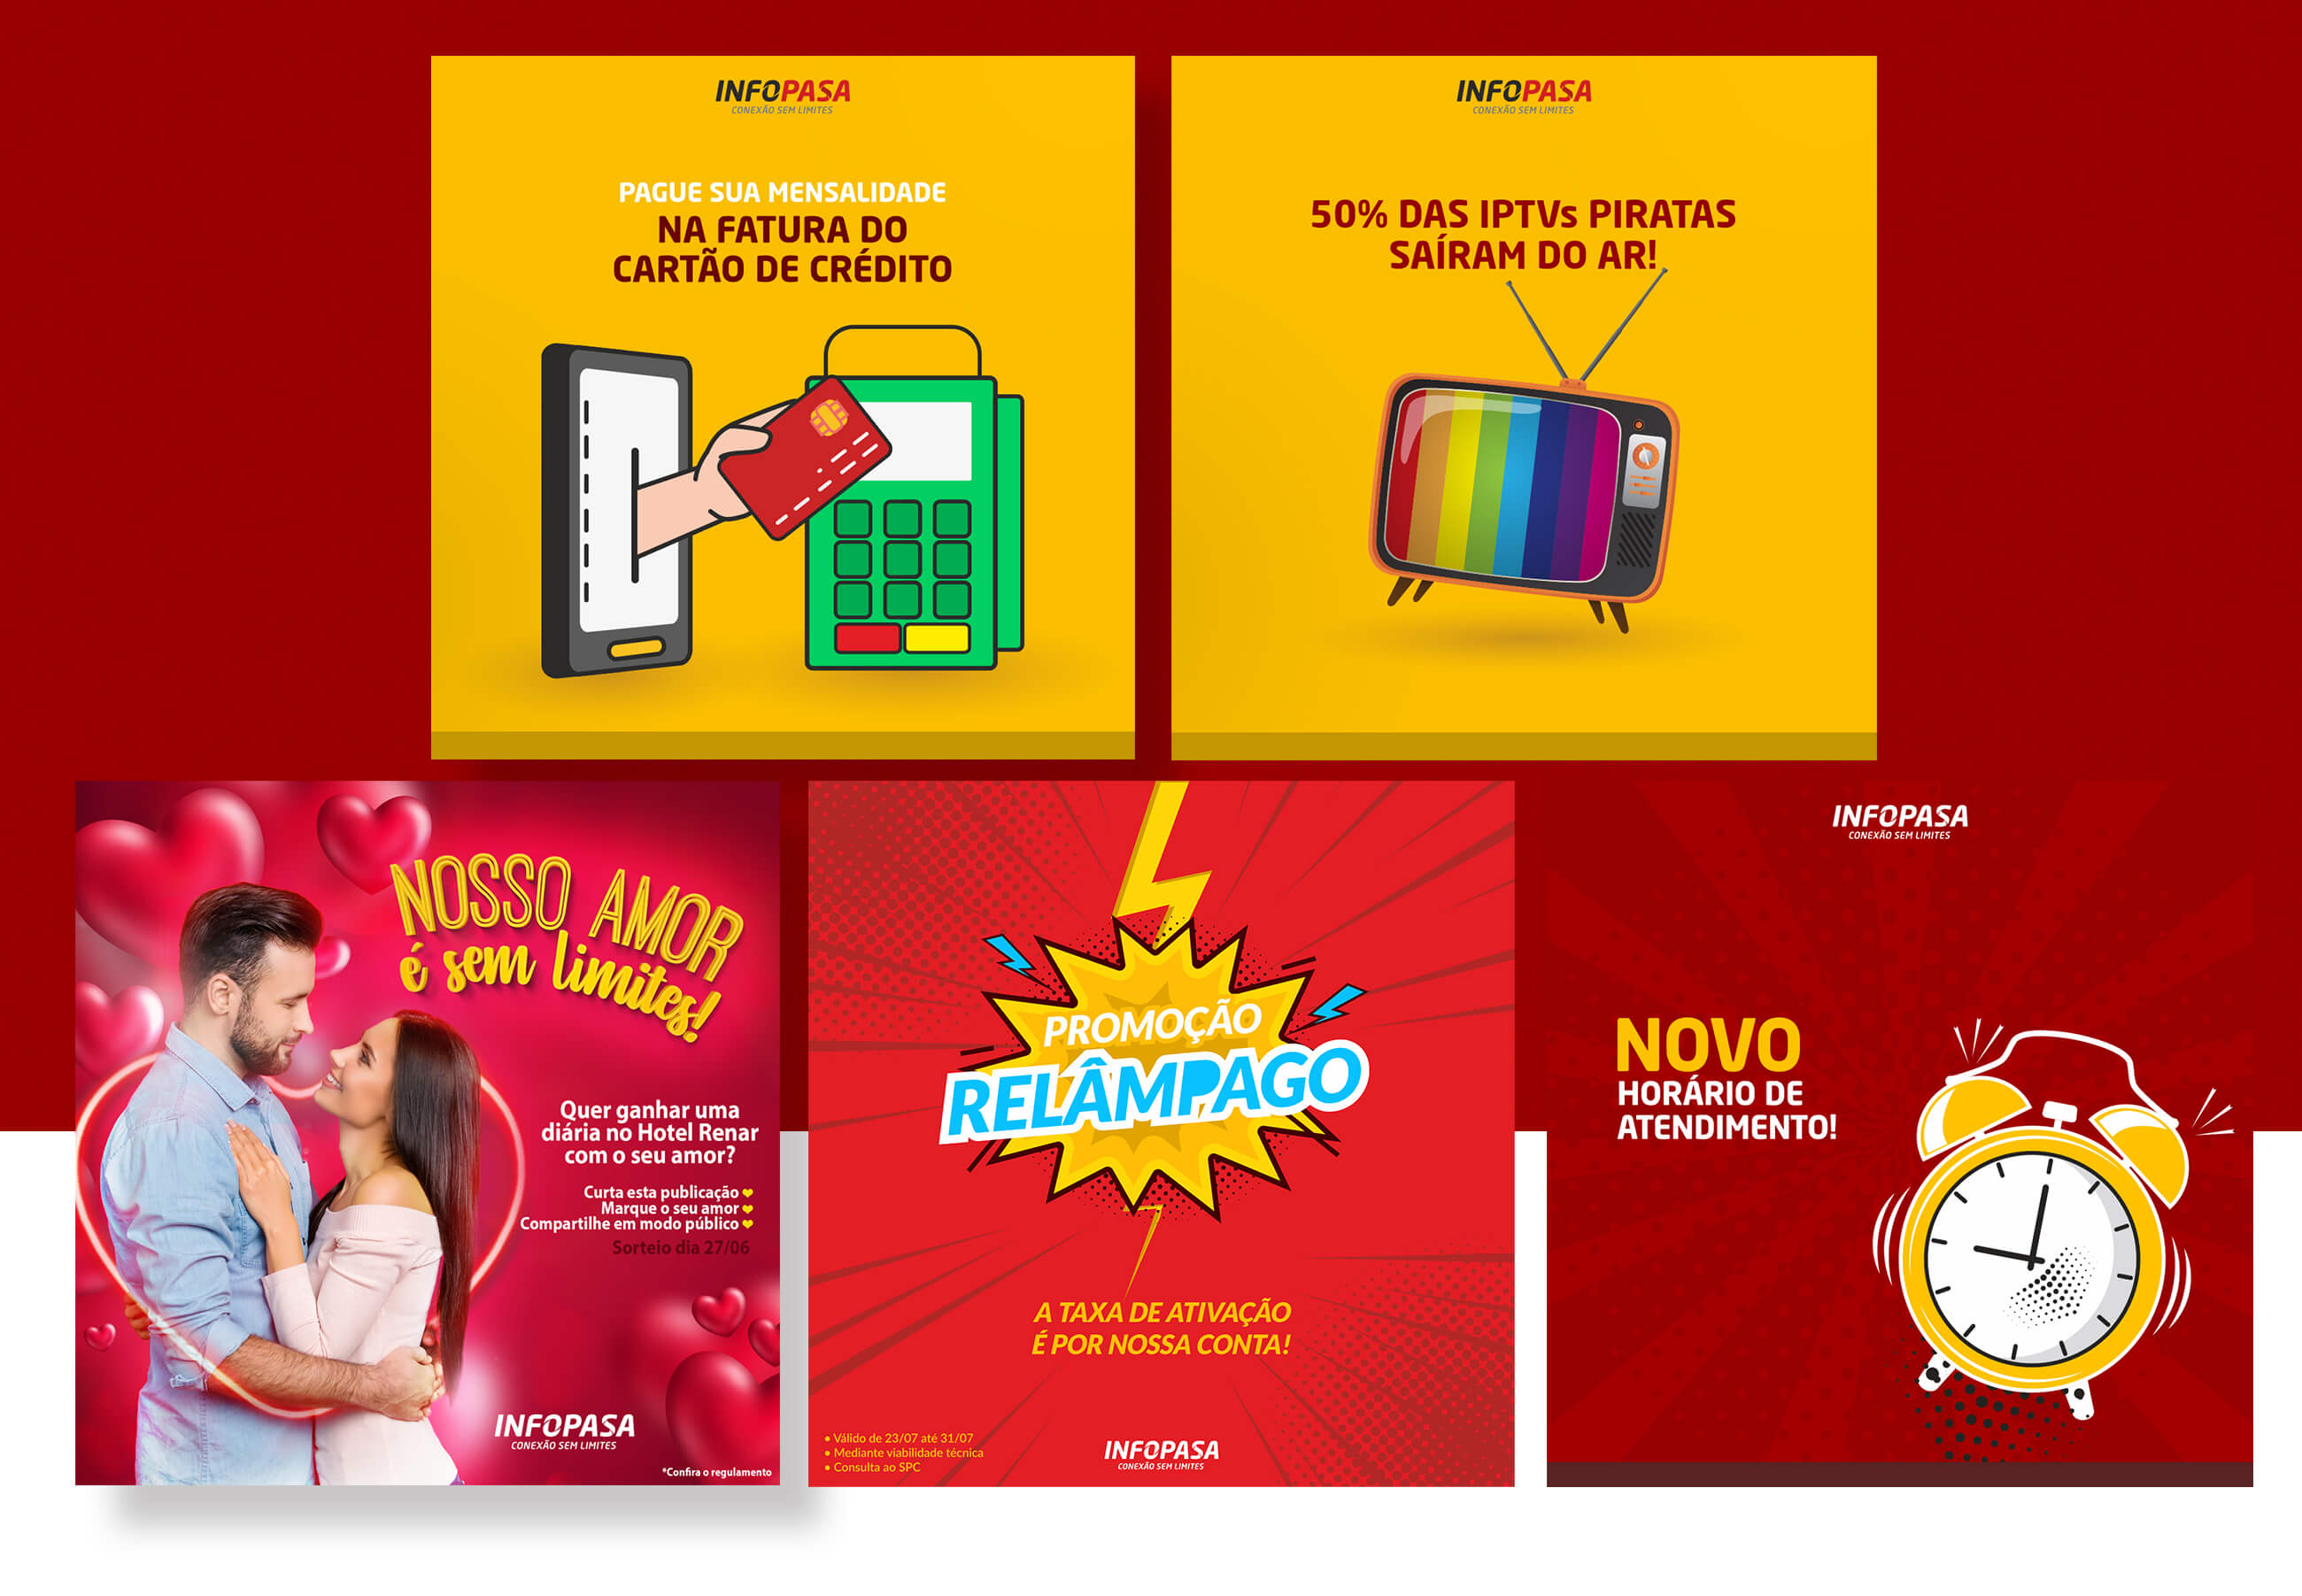 INFOPASA
CONEXÃO SEM LIMITES
PAGUE SUA MENSALIDADE
NA FATURA DO
CARTÃO DE CRÉDITO
INFOPASA
CONEXÃO SEM LIMITES
50% DAS IPTVs PIRATAS
SAÍRAM DO AR!
NOSSO AMOR
é sem limites!
Quer ganhar uma
diária no Hotel Renar
com o seu amor?
Curta esta publicação
Marque o seu amor
Compartilhe em modo público
Sorteio dia 27/06
INFOPASA
CONEXÃO SEM LIMITES
*Confira o regulamento
PROMOÇÃO
RELÂMPAGO
A TAXA DE ATIVAÇÃO
É POR NOSSA CONTA!
• Válido de 23/07 até 31/07
• Mediante viabilidade técnica
• Consulta ao SPC
INFOPASA
CONEXÃO SEM LIMITES
INFOPASA
CONEXÃO SEM LIMITES
NOVO
HORÁRIO DE
ATENDIMENTO!